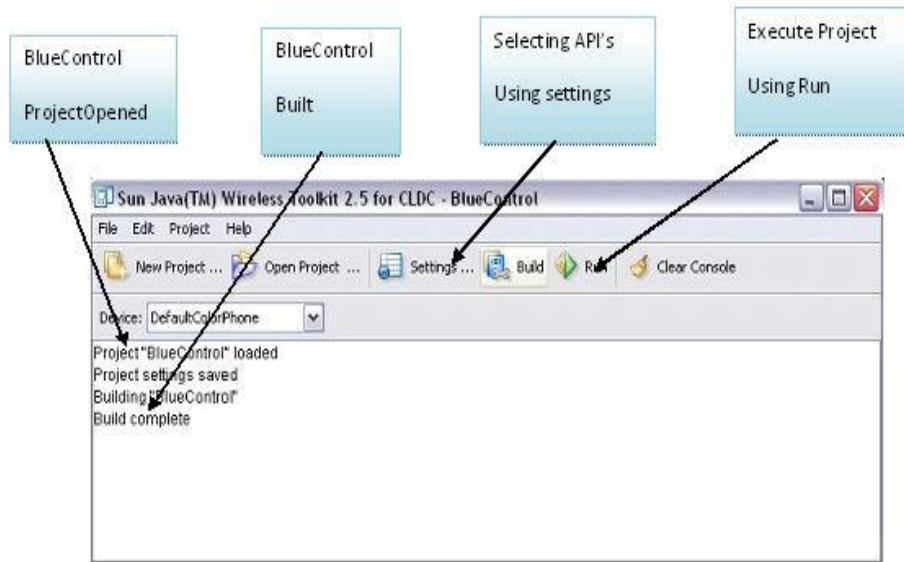 BlueControl
ProjectOpened
BlueControl
Built
Selecting API's
Using settings
Execute Project
Using Run
Sun Java(TM) Wireless Toolkit 2.5 for CLDC - BlueControl
File Edit Project Help
New Project ... Open Project ... Settings ... Build Run Clear Console
Device: DefaultColorPhone
Project "BlueControl" loaded
Project settings saved
Building "BlueControl"
Build complete